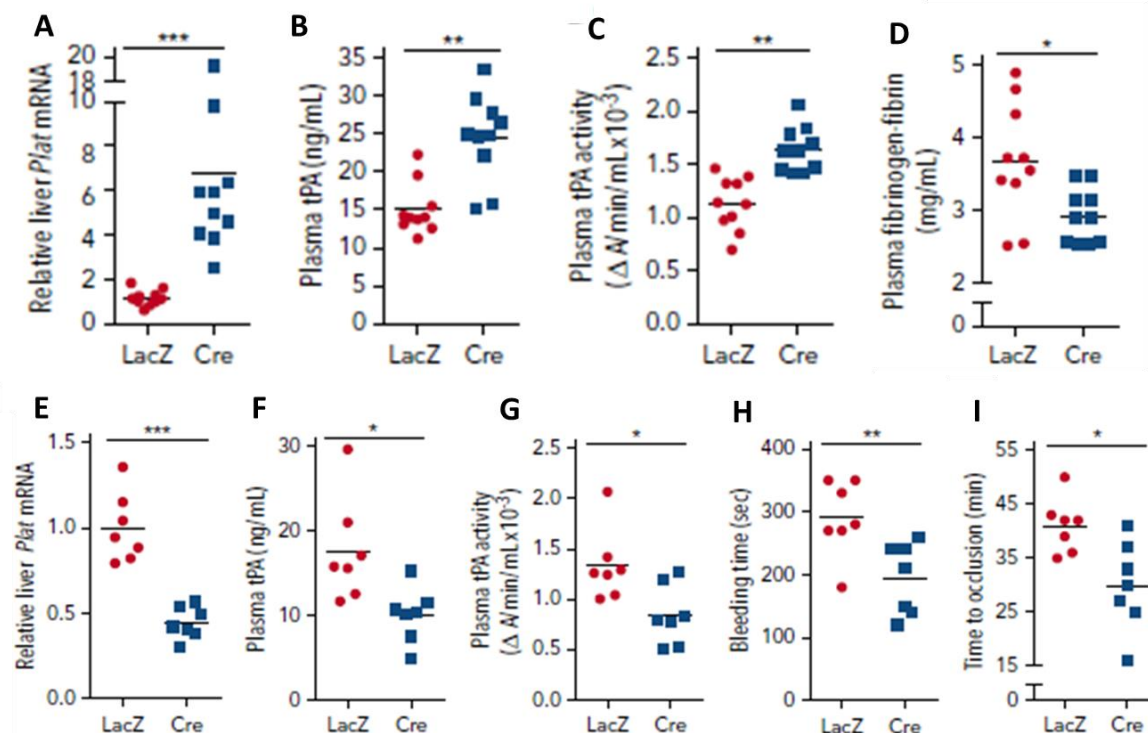 A
***
Relative liver Plat mRNA
20
18
10
8
6
4
2
0
LacZ Cre
B
**
Plasma tPA (ng/mL)
35
30
25
20
15
10
5
0
LacZ Cre
C
**
Plasma tPA activity
(Δ A/min/mLx10⁻³)
2.5
2.0
1.5
1.0
0.5
0.0
LacZ Cre
D
*
Plasma fibrinogen-fibrin
(mg/mL)
5
4
3
2
0
LacZ Cre
E
***
Relative liver Plat mRNA
1.5
1.0
0.5
0.0
LacZ Cre
F
*
Plasma tPA (ng/mL)
30
20
10
0
LacZ Cre
G
*
Plasma tPA activity
(Δ A/min/mLx10⁻³)
2.5
2.0
1.5
1.0
0.5
0.0
LacZ Cre
H
**
Bleeding time (sec)
400
300
200
100
0
LacZ Cre
I
*
Time to occlusion (min)
55
45
35
25
15
0
LacZ Cre